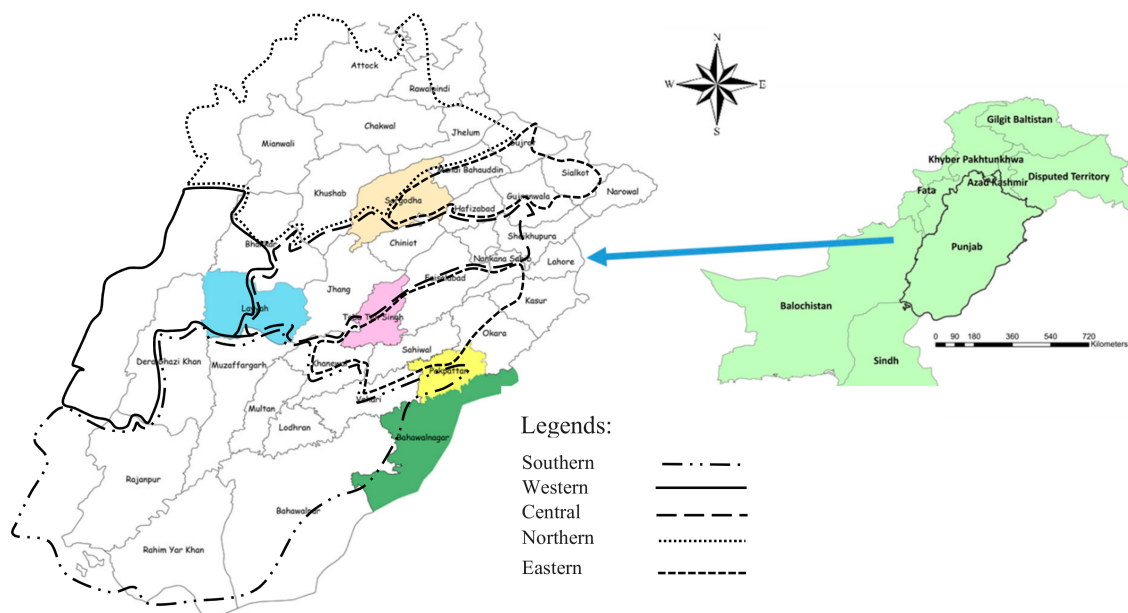 N
W
E
S
Attock
Rawalpindi
Chakwal
Jhelum
Mianwali
Gujrat
Mandi Bahauddin
Sialkot
Khushab
Sargodha
Gujranwala
Narowal
Hafizabad
Bhakkar
Chiniot
Sheikhupura
Nankana Sahib
Lahore
Faisalabad
Jhang
Layyah
Kasur
Toba Tek Singh
Okara
Sahiwal
Dera Ghazi Khan
Muzaffargarh
Khanewal
Pakpattan
Vehari
Multan
Lodhran
Bahawalnagar
Rajanpur
Bahawalpur
Rahim Yar Khan
Gilgit Baltistan
Khyber Pakhtunkhwa
Azad Kashmir
Disputed Territory
Fata
Punjab
Balochistan
Sindh
0 90 180 360 540 720
Kilometers
Legends:
Southern
Western
Central
Northern
Eastern